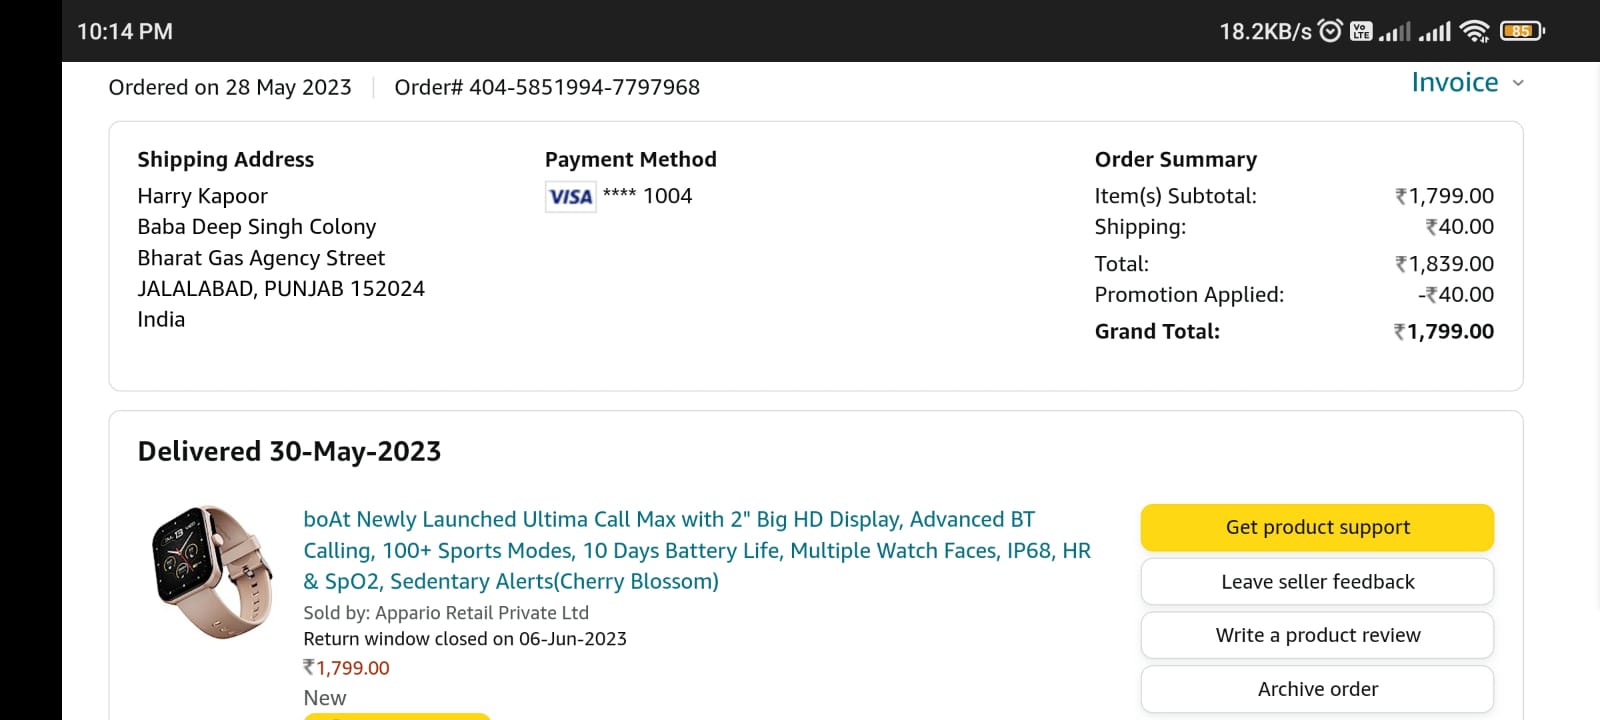 10:14 PM
18.2KB/s Vo LTE 85
Ordered on 28 May 2023 | Order# 404-5851994-7797968
Invoice
Shipping Address
Harry Kapoor
Baba Deep Singh Colony
Bharat Gas Agency Street
JALALABAD, PUNJAB 152024
India
Payment Method
VISA **** 1004
Order Summary
Item(s) Subtotal: ₹1,799.00
Shipping: ₹40.00
Total: ₹1,839.00
Promotion Applied: -₹40.00
Grand Total: ₹1,799.00
Delivered 30-May-2023
boAt Newly Launched Ultima Call Max with 2" Big HD Display, Advanced BT
Calling, 100+ Sports Modes, 10 Days Battery Life, Multiple Watch Faces, IP68, HR
& SpO2, Sedentary Alerts(Cherry Blossom)
Sold by: Appario Retail Private Ltd
Return window closed on 06-Jun-2023
₹1,799.00
New
Get product support
Leave seller feedback
Write a product review
Archive order